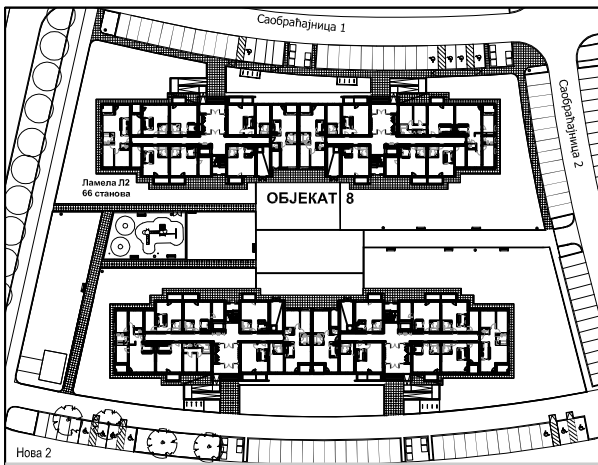 Саобраћајница 1
Саобраћајница 2
Ламела Л2
66 станова
ОБЈЕКАТ 8
Нова 2